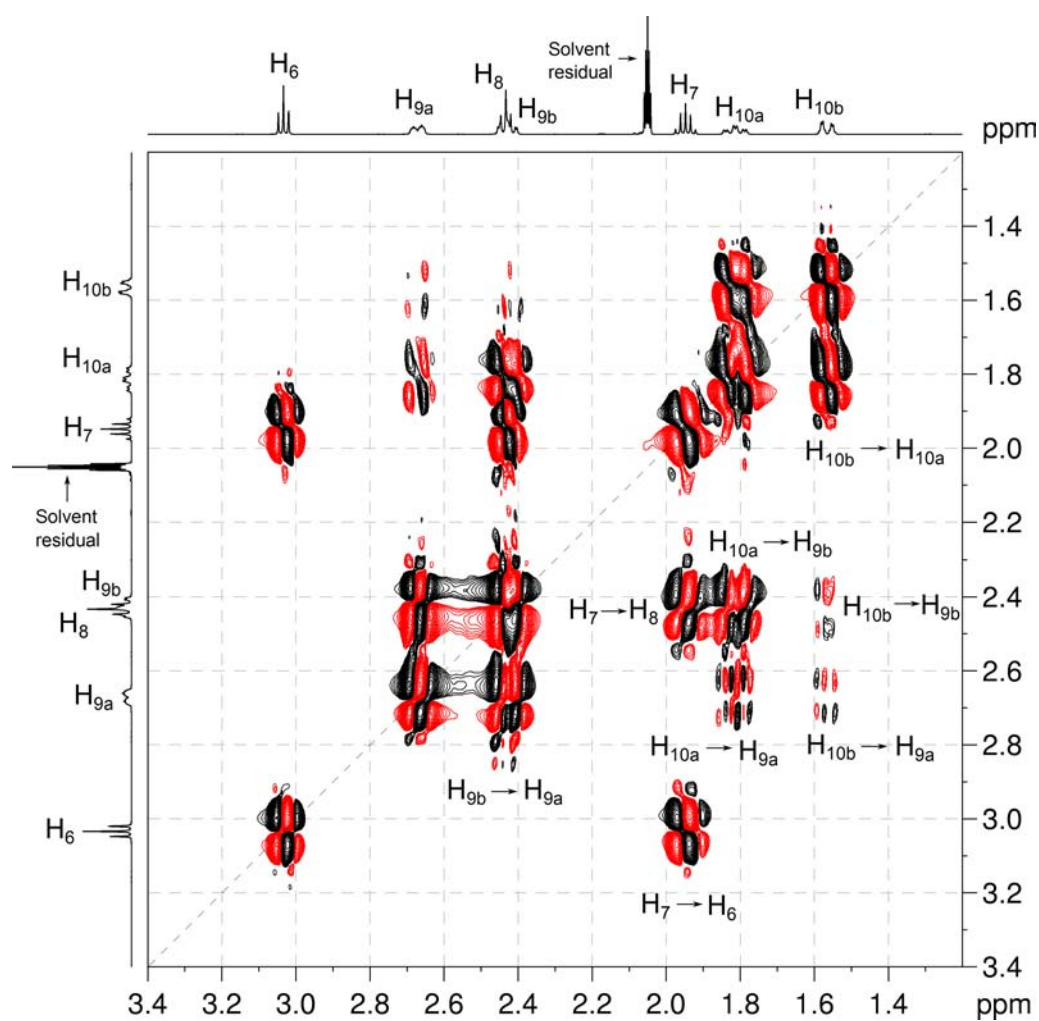 Solvent
residual
H₆
H₉ₐ
H₈
H₉b
H₇
H₁₀ₐ
H₁₀b
ppm
H₁₀b
H₁₀ₐ
H₇
Solvent
residual
H₉b
H₈
H₉ₐ
H₆
1.4
1.6
1.8
2.0
2.2
2.4
2.6
2.8
3.0
3.2
3.4
H₁₀b → H₁₀ₐ
H₁₀ₐ → H₉b
H₇ → H₈
H₁₀b → H₉b
H₁₀ₐ → H₉ₐ
H₁₀b → H₉ₐ
H₉b → H₉ₐ
H₇ → H₆
3.4 3.2 3.0 2.8 2.6 2.4 2.2 2.0 1.8 1.6 1.4 ppm